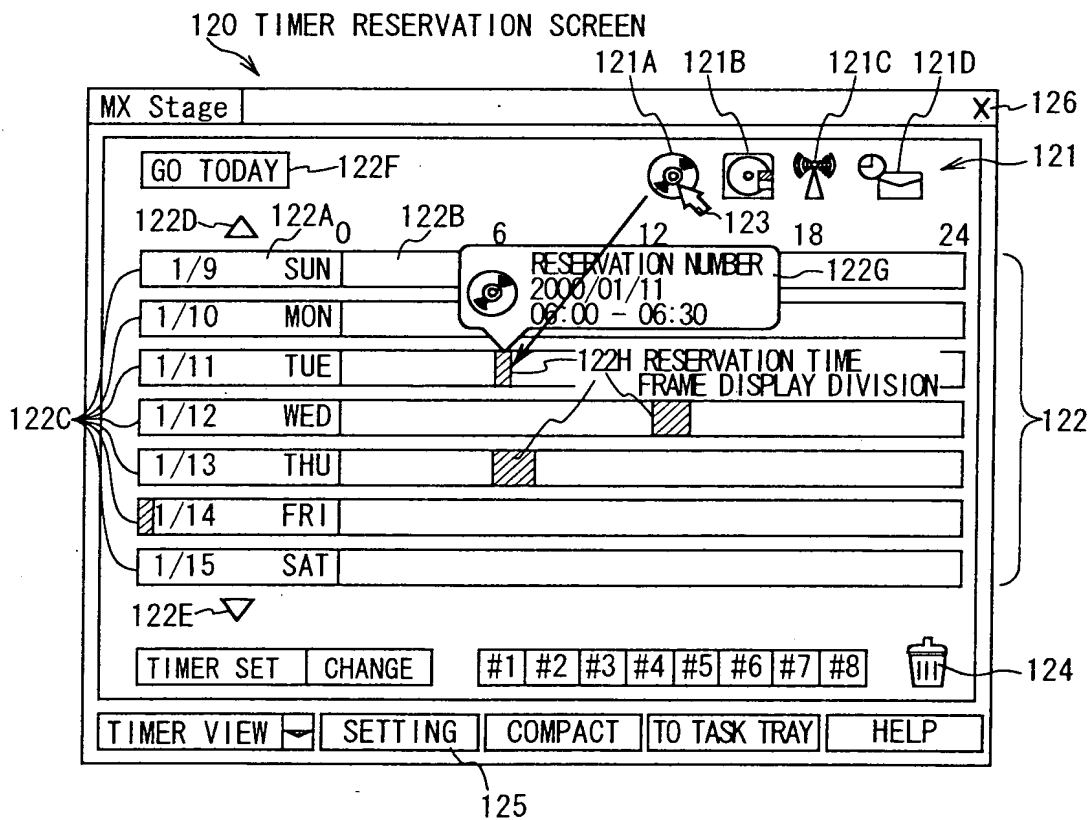 120 TIMER RESERVATION SCREEN
121A 121B 121C 121D
MX Stage X 126
GO TODAY 122F 121
122D 122A 122B 123
0 6 12 18 24
1/9 SUN RESERVATION NUMBER 122G
2000/01/11
1/10 MON 06:00 - 06:30
1/11 TUE 122H RESERVATION TIME
FRAME DISPLAY DIVISION
122C 1/12 WED 122
1/13 THU
1/14 FRI
1/15 SAT
122E
TIMER SET CHANGE #1 #2 #3 #4 #5 #6 #7 #8 124
TIMER VIEW SETTING COMPACT TO TASK TRAY HELP
125